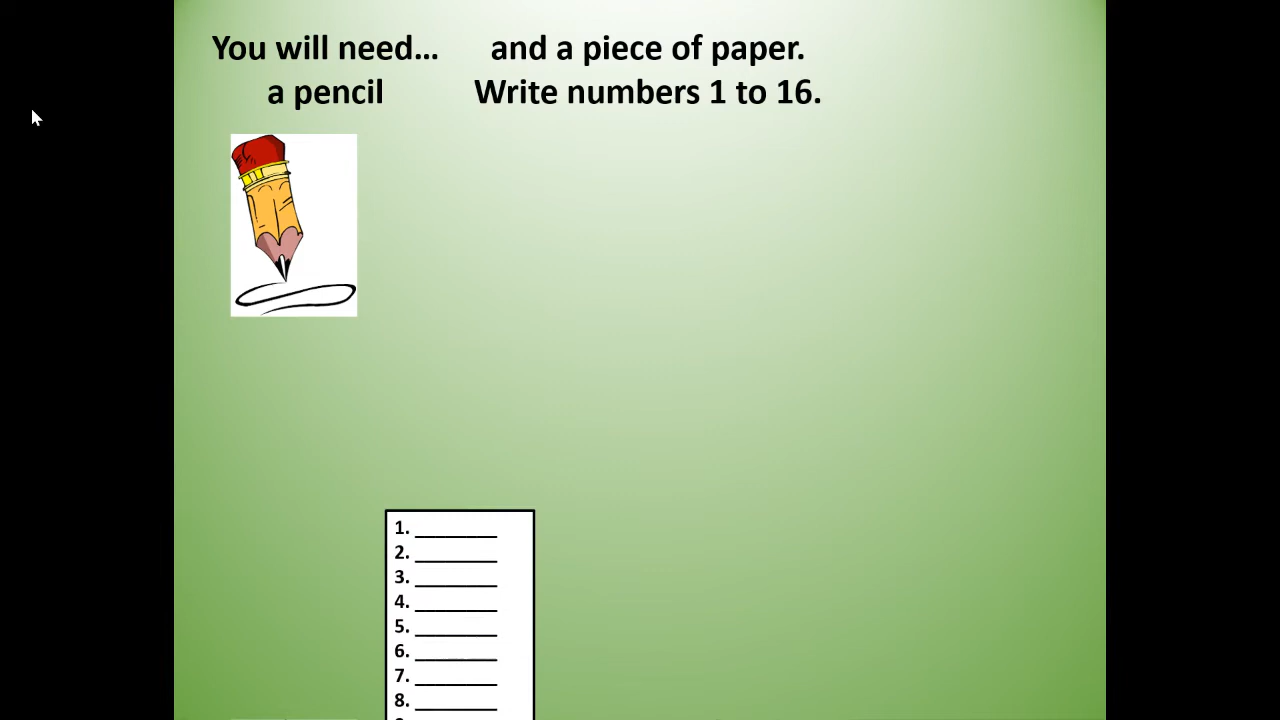 You will need…
a pencil
and a piece of paper.
Write numbers 1 to 16.
1. ________
2. ________
3. ________
4. ________
5. ________
6. ________
7. ________
8. ________